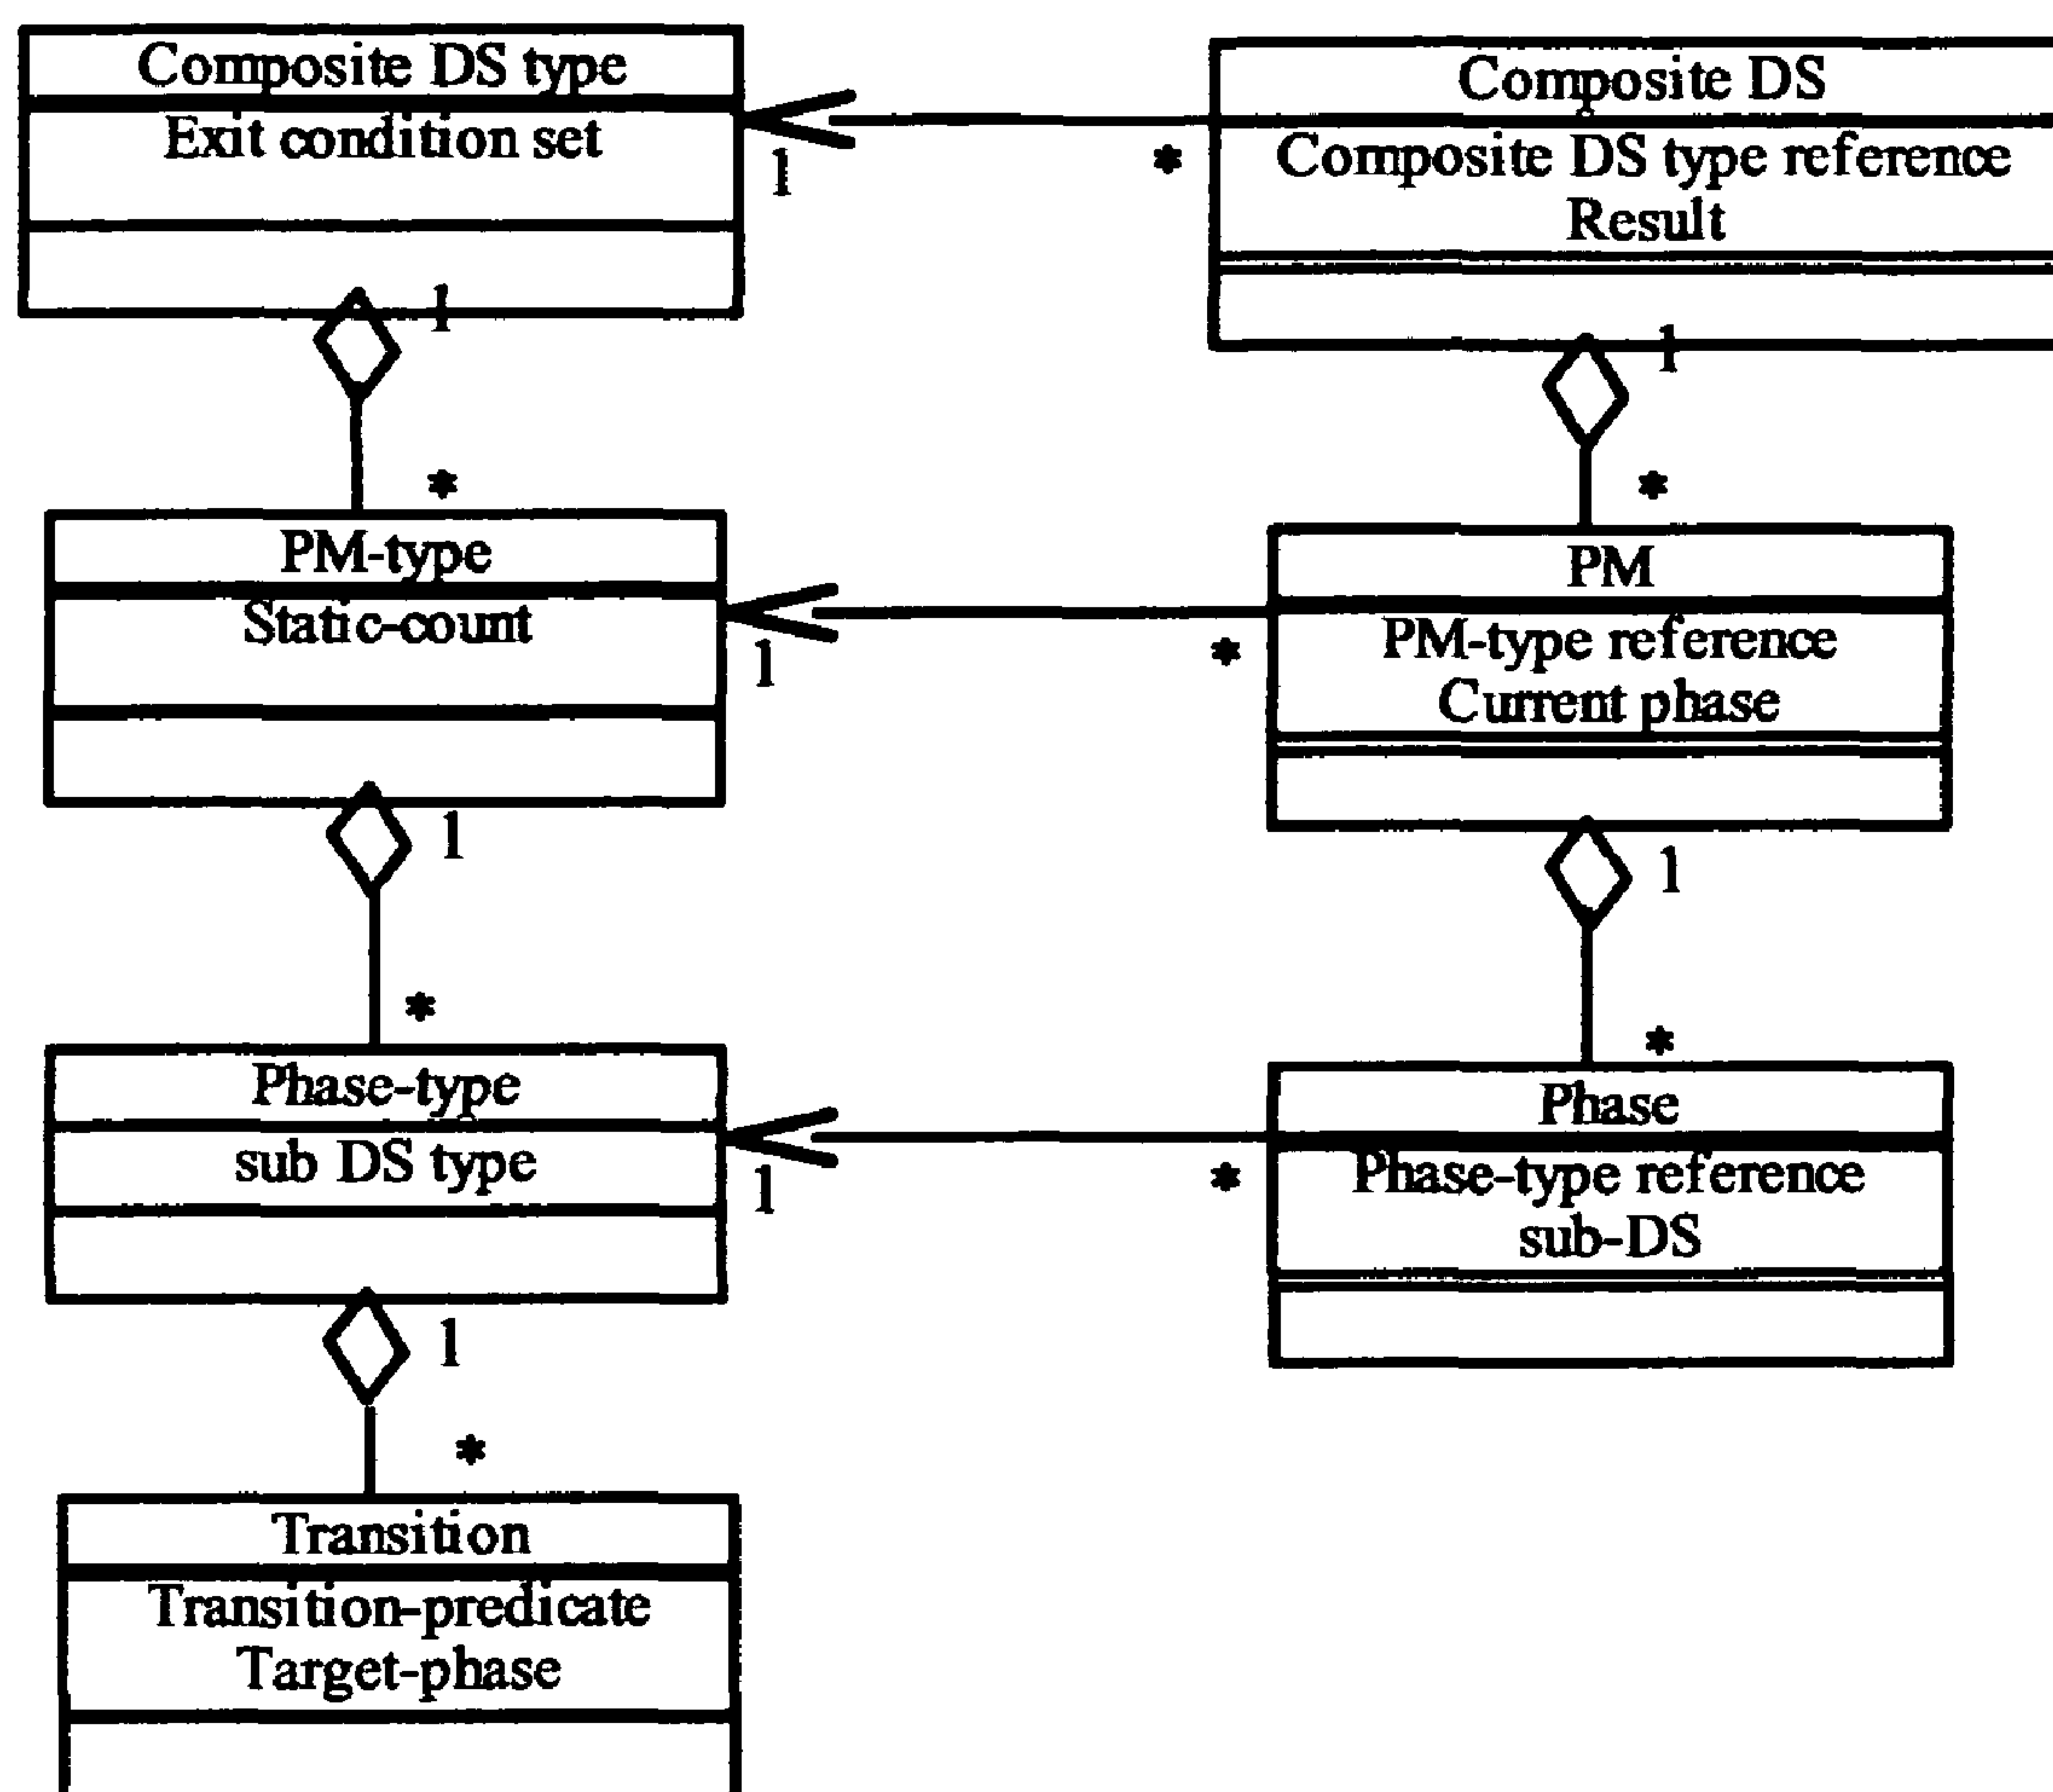 Composite DS type
Exit condition set
1
1
*
PM-type
Static-count
1
1
*
Phase-type
sub DS type
1
1
*
Transition
Transition-predicate
Target-phase
Composite DS
Composite DS type reference
Result
*
1
*
PM
PM-type reference
Current phase
*
1
*
Phase
Phase-type reference
sub-DS
*